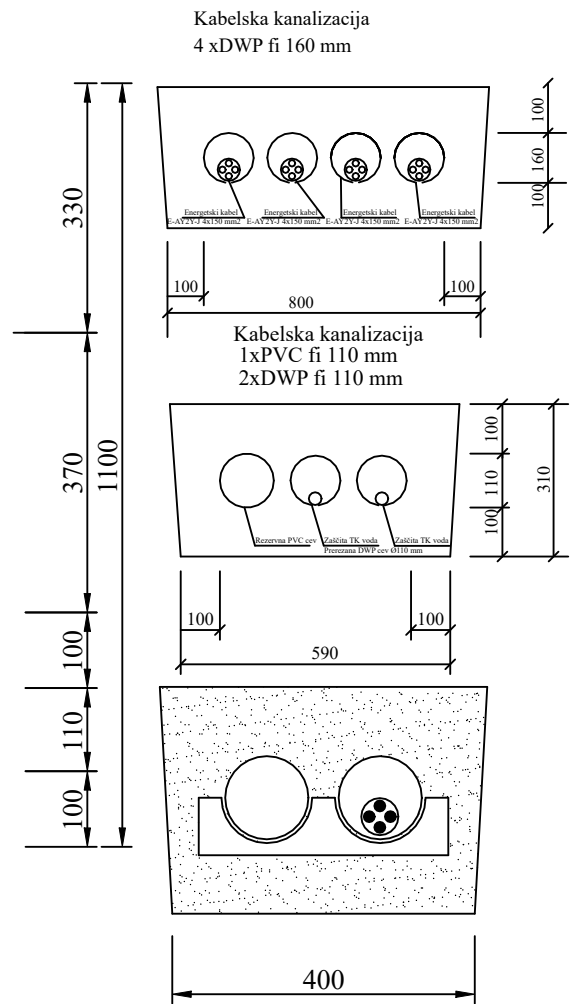 Kabelska kanalizacija
4 xDWP fi 160 mm
100
160
100
330
Energetski kabel
E-AY2Y-J 4x150 mm2
Energetski kabel
E-AY2Y-J 4x150 mm2
Energetski kabel
E-AY2Y-J 4x150 mm2
Energetski kabel
E-AY2Y-J 4x150 mm2
100
100
800
Kabelska kanalizacija
1xPVC fi 110 mm
2xDWP fi 110 mm
370
1100
100
110
100
310
Rezervna PVC cev
Zaščita TK voda
Prerezana DWP cev Ø110 mm
Zaščita TK voda
100
100
590
100
110
100
400